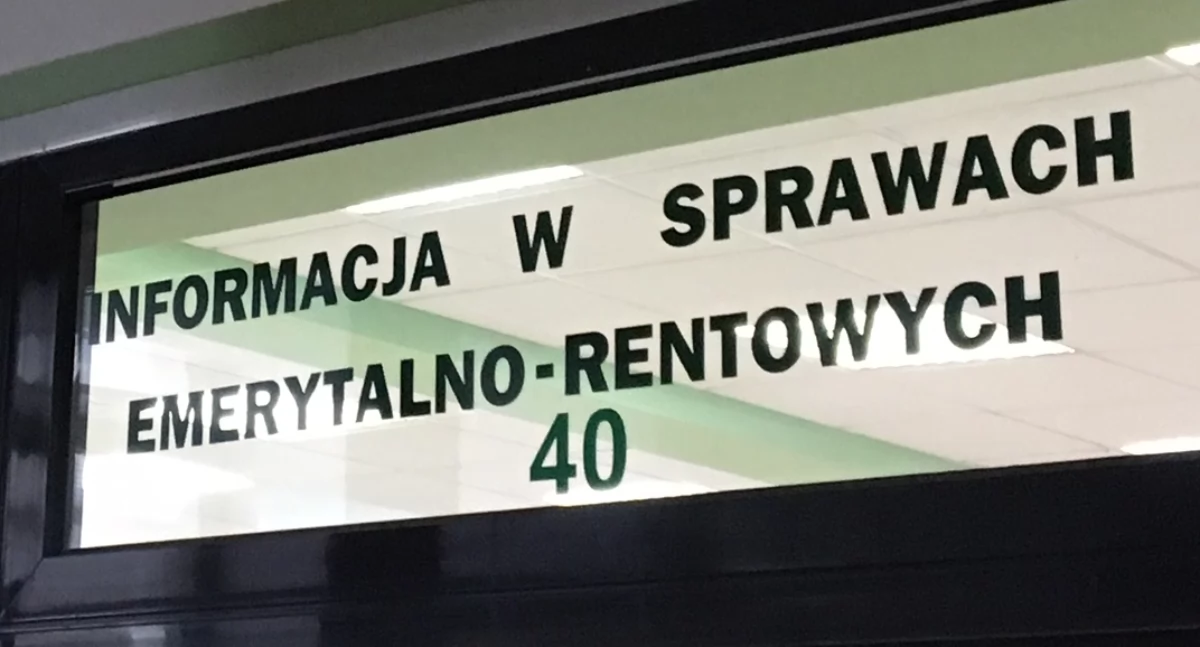 INFORMACJA W SPRAWACH
EMERYTALNO-RENTOWYCH
40